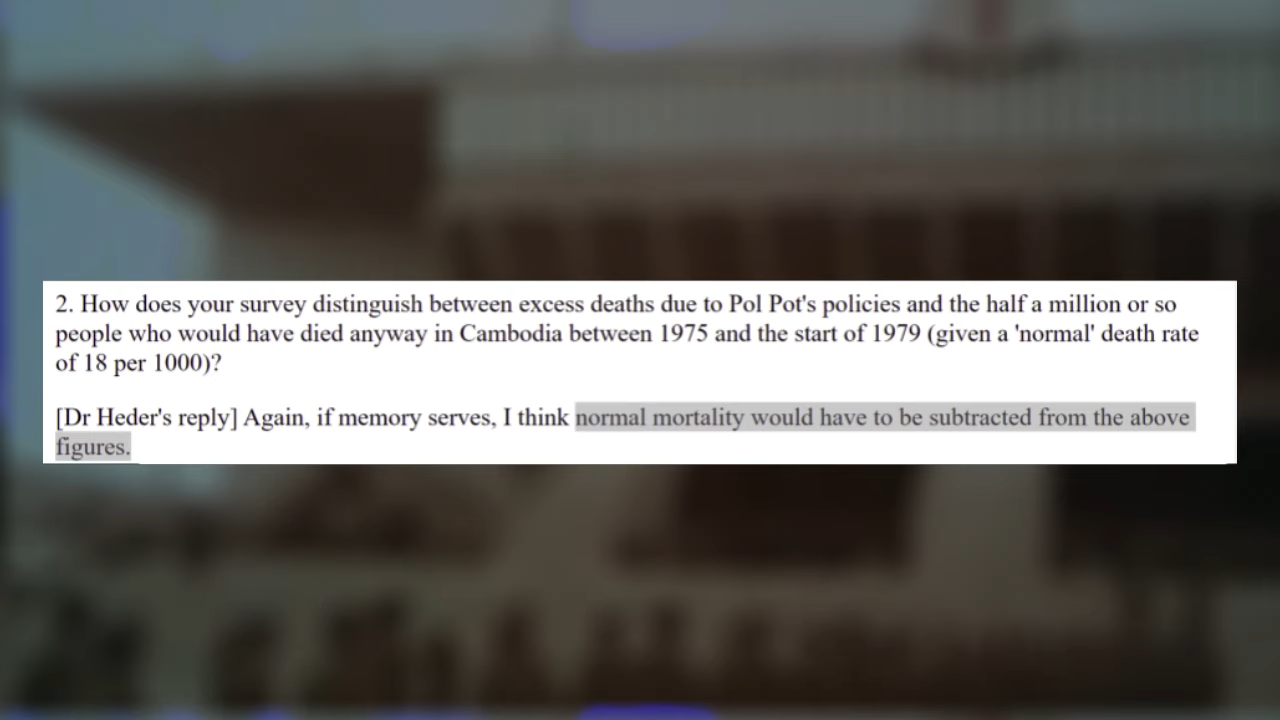 2. How does your survey distinguish between excess deaths due to Pol Pot's policies and the half a million or so
people who would have died anyway in Cambodia between 1975 and the start of 1979 (given a 'normal' death rate
of 18 per 1000)?
[Dr Heder's reply] Again, if memory serves, I think normal mortality would have to be subtracted from the above
figures.